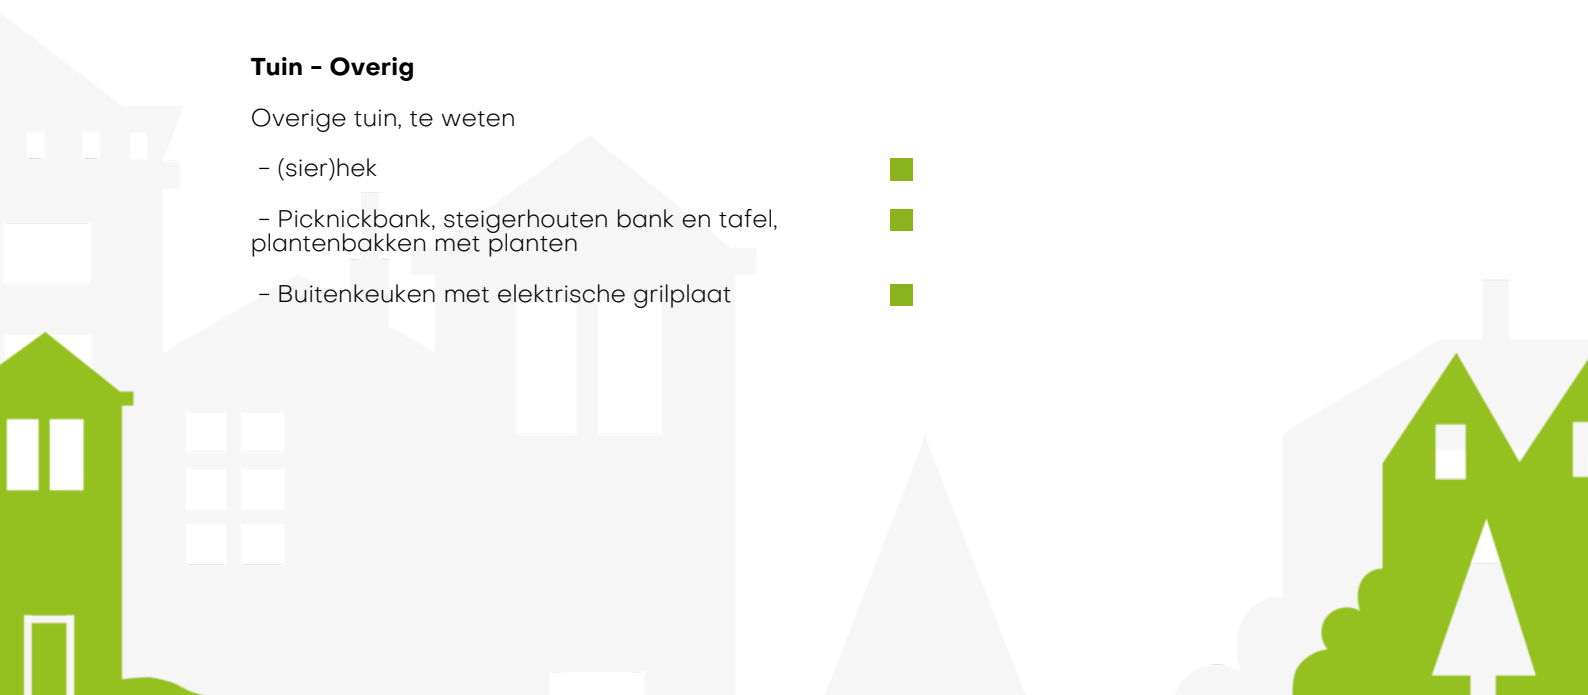 Tuin - Overig
Overige tuin, te weten
- (sier)hek
- Picknickbank, steigerhouten bank en tafel,
plantenbakken met planten
- Buitenkeuken met elektrische grilplaat